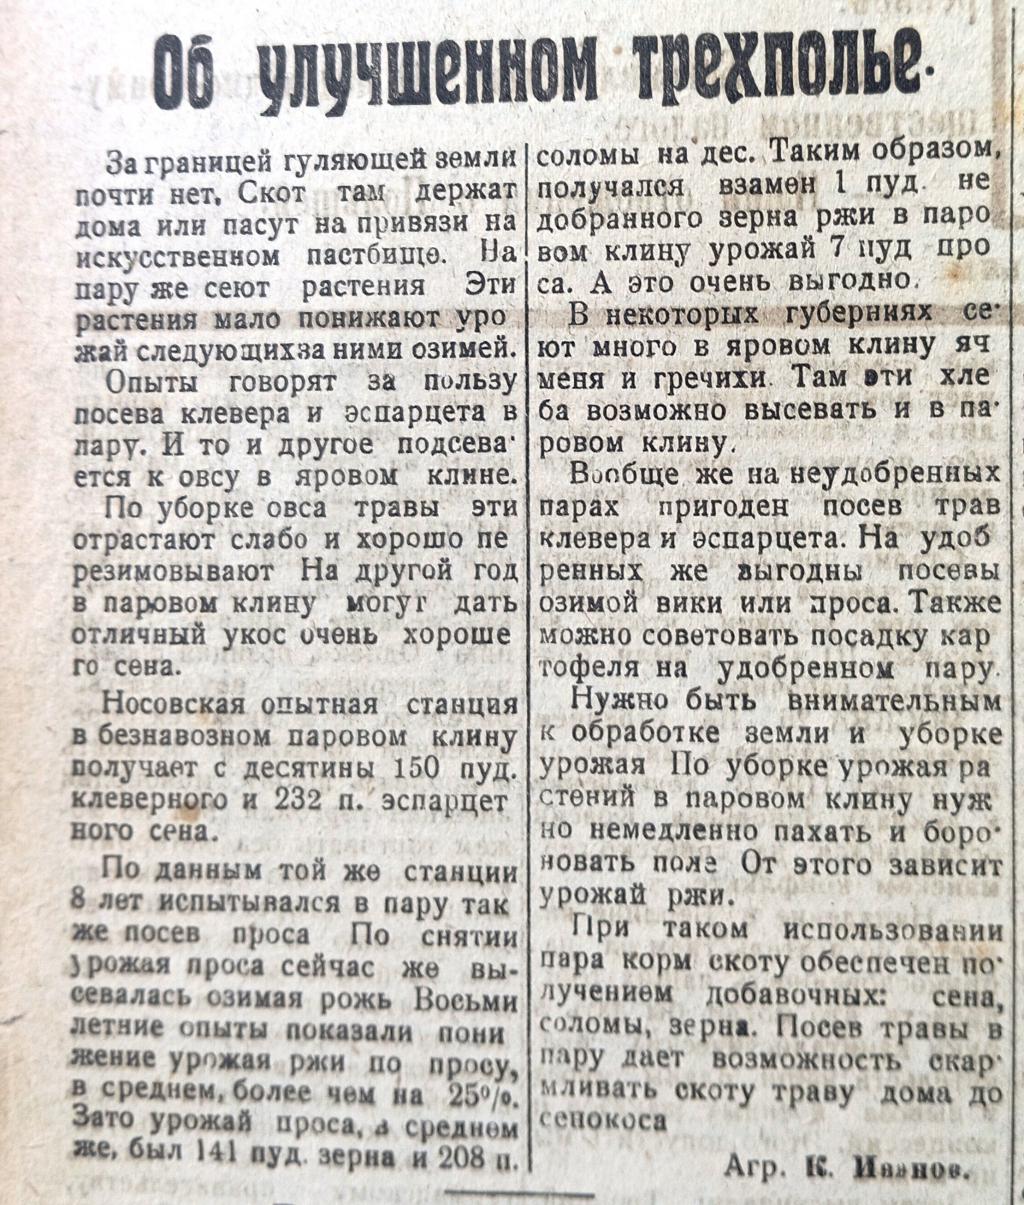 Об улучшенном трехполье.
За границей гуляющей земли
почти нет. Скот там держат
дома или пасут на привязи на
искусственном пастбище. На
пару же сеют растения Эти
растения мало понижают уро
жай следующихза ними озимей.
Опыты говорят за пользу
посева клевера и эспарцета в
пару. И то и другое подсева-
ется к овсу в яровом клине.
По уборке овса травы эти
отрастают слабо и хорошо пе
резимовывают На другой год
в паровом клину могут дать
отличный укос очень хороше
го сена.
Носовская опытная станция
в безнавозном паровом клину
получает с десятины 150 пуд.
клеверного и 232 п. эспарцет
ного сена.
По данным той же станции
8 лет испытывался в пару так
же посев проса По снятии
урожая проса сейчас же вы-
севалась озимая рожь Восьми
летние опыты показали пони
жение урожая ржи по просу,
в среднем, более чем на 25%.
Зато урожай проса, в среднем
же, был 141 пуд. зерна и 208 п.
соломы на дес. Таким образом,
получался взамен 1 пуд. не
добранного зерна ржи в паро
вом клину урожай 7 пуд про
са. А это очень выгодно.
В некоторых губерниях се-
ют много в яровом клину яч
меня и гречихи. Там эти хле
ба возможно высевать и в па-
ровом клину.
Вообще же на неудобренных
парах пригоден посев трав
клевера и эспарцета. На удоб
ренных же выгодны посевы
озимой вики или проса. Также
можно советовать посадку кар
тофеля на удобренном пару.
Нужно быть внимательным
к обработке земли и уборке
урожая По уборке урожая ра
стений в паровом клину нуж
но немедленно пахать и боро-
новать поле От этого зависит
урожай ржи.
При таком использовании
пара корм скоту обеспечен по-
лучением добавочных: сена,
соломы, зерна. Посев травы в
пару дает возможность скар-
мливать скоту траву дома до
сенокоса
Агр. К. Иванов.